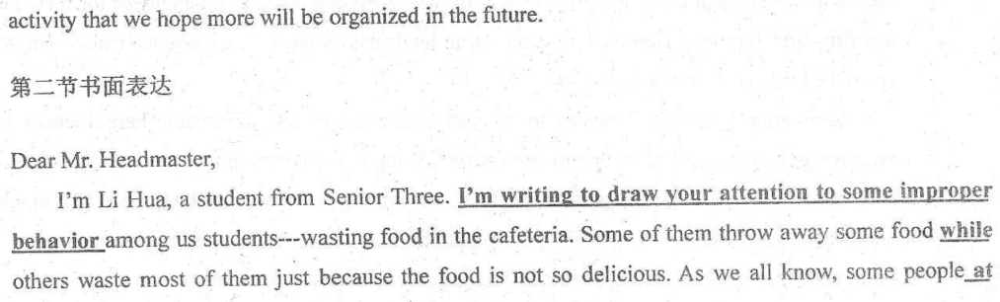 activity that we hope more will be organized in the future.
第二节书面表达
Dear Mr. Headmaster,
I'm Li Hua, a student from Senior Three. I'm writing to draw your attention to some improper
behavior among us students---wasting food in the cafeteria. Some of them throw away some food while
others waste most of them just because the food is not so delicious. As we all know, some people at